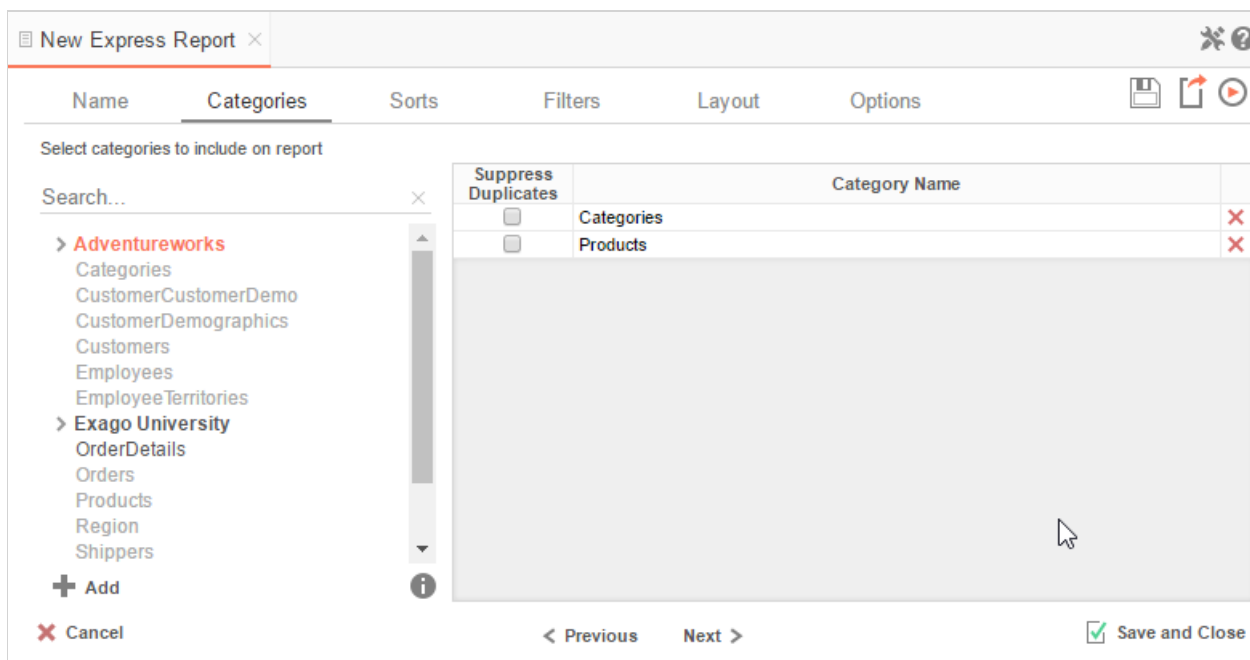 New Express Report
Name Categories Sorts Filters Layout Options
Select categories to include on report
Search...
Suppress Duplicates Category Name
Categories
Products
Adventureworks
Categories
CustomerCustomerDemo
CustomerDemographics
Customers
Employees
EmployeeTerritories
Exago University
OrderDetails
Orders
Products
Region
Shippers
Add
Cancel
< Previous Next >
Save and Close